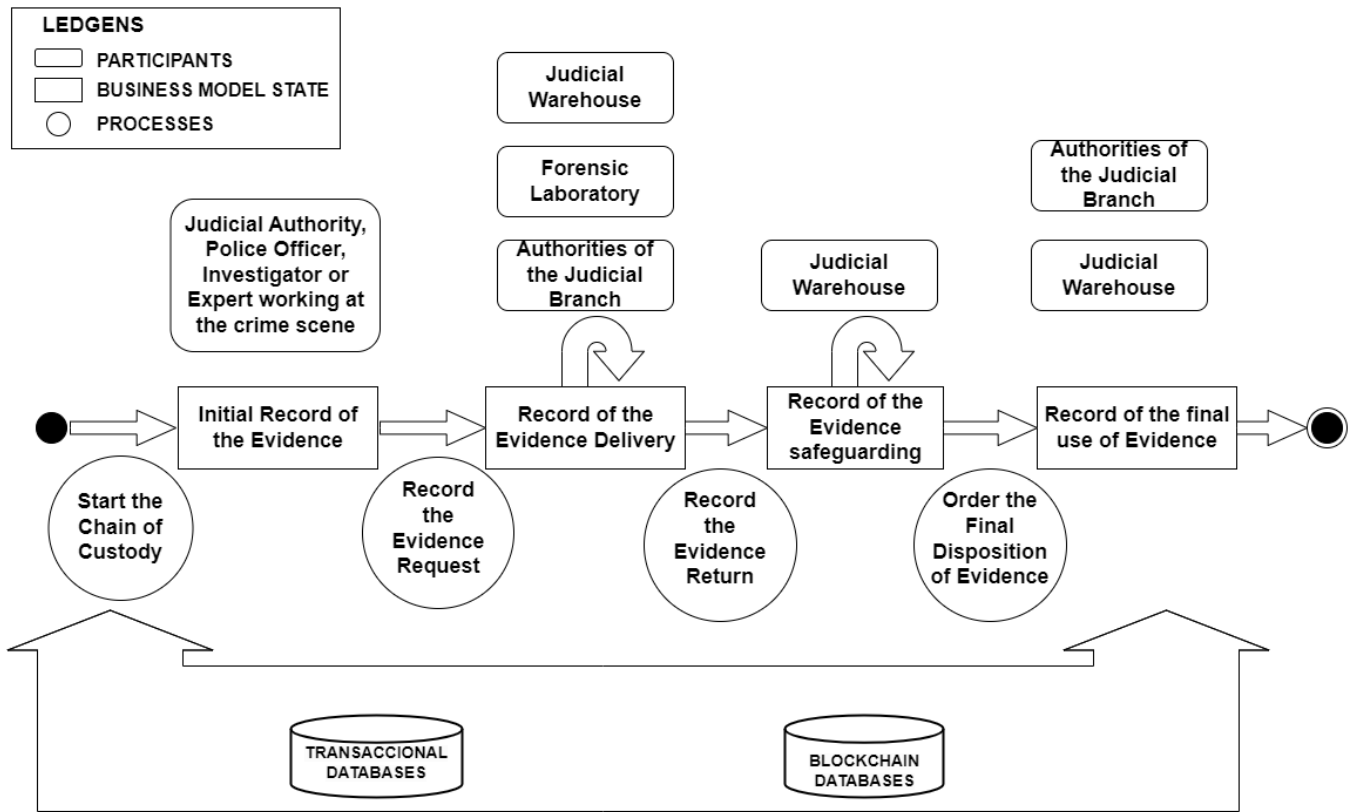 LEDGENS
PARTICIPANTS
BUSINESS MODEL STATE
PROCESSES
Judicial
Warehouse
Forensic
Laboratory
Authorities of
the Judicial
Branch
Judicial Authority,
Police Officer,
Investigator or
Expert working at
the crime scene
Authorities of
the Judicial
Branch
Judicial
Warehouse
Judicial
Warehouse
Initial Record of
the Evidence
Record of the
Evidence Delivery
Record of the
Evidence
safeguarding
Record of the final
use of Evidence
Start the
Chain of
Custody
Record
the
Evidence
Request
Record
the
Evidence
Return
Order the
Final
Disposition
of Evidence
TRANSACCIONAL
DATABASES
BLOCKCHAIN
DATABASES